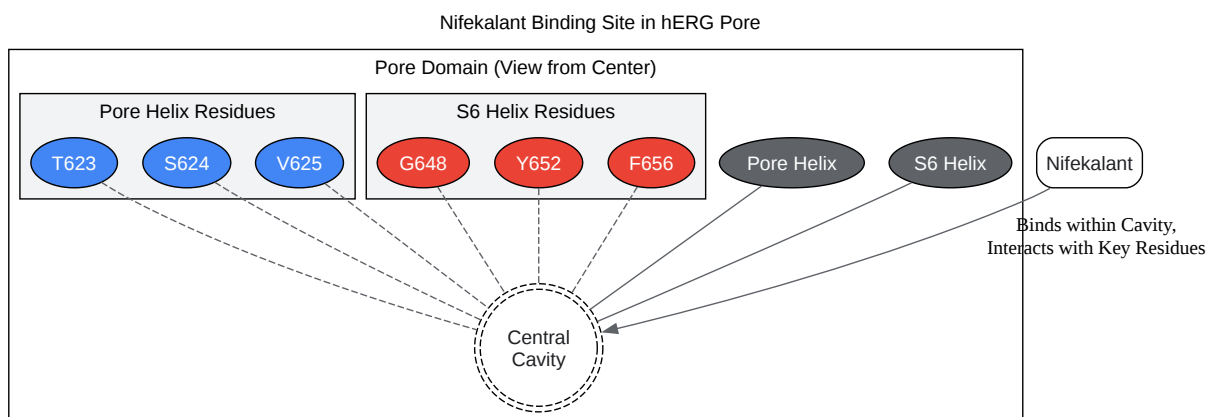 Nifekalant Binding Site in hERG Pore
Pore Domain (View from Center)
Pore Helix Residues
S6 Helix Residues
T623
S624
V625
G648
Y652
F656
Pore Helix
S6 Helix
Nifekalant
Binds within Cavity,
Interacts with Key Residues
Central
Cavity